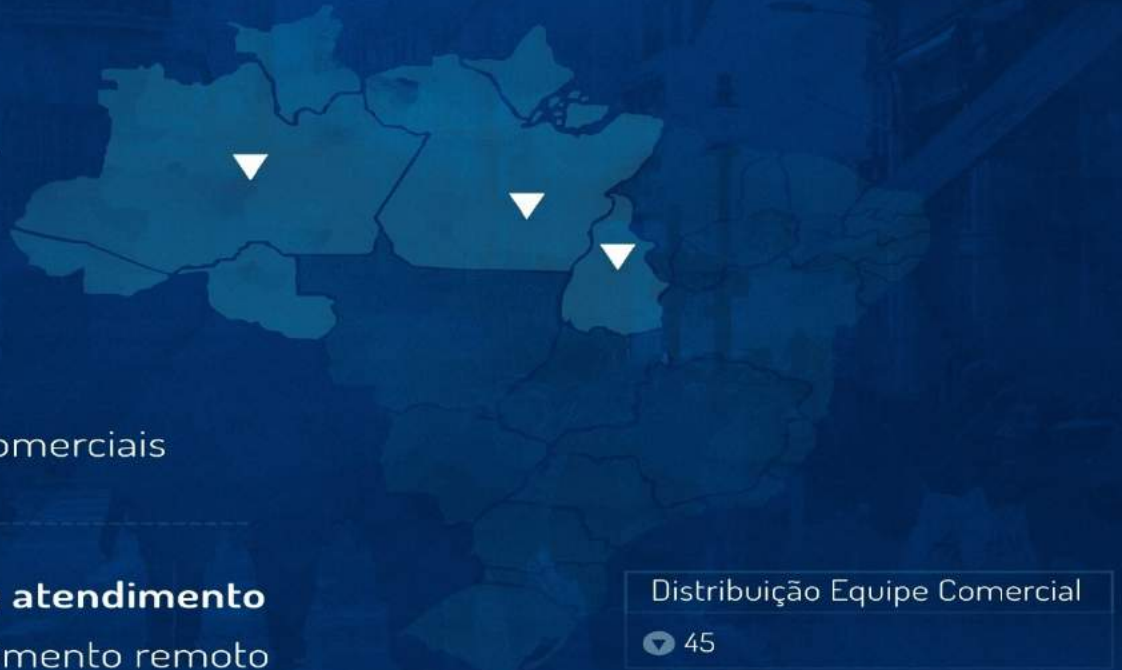 omerciais
atendimento
mento remoto
Distribuição Equipe Comercial
45